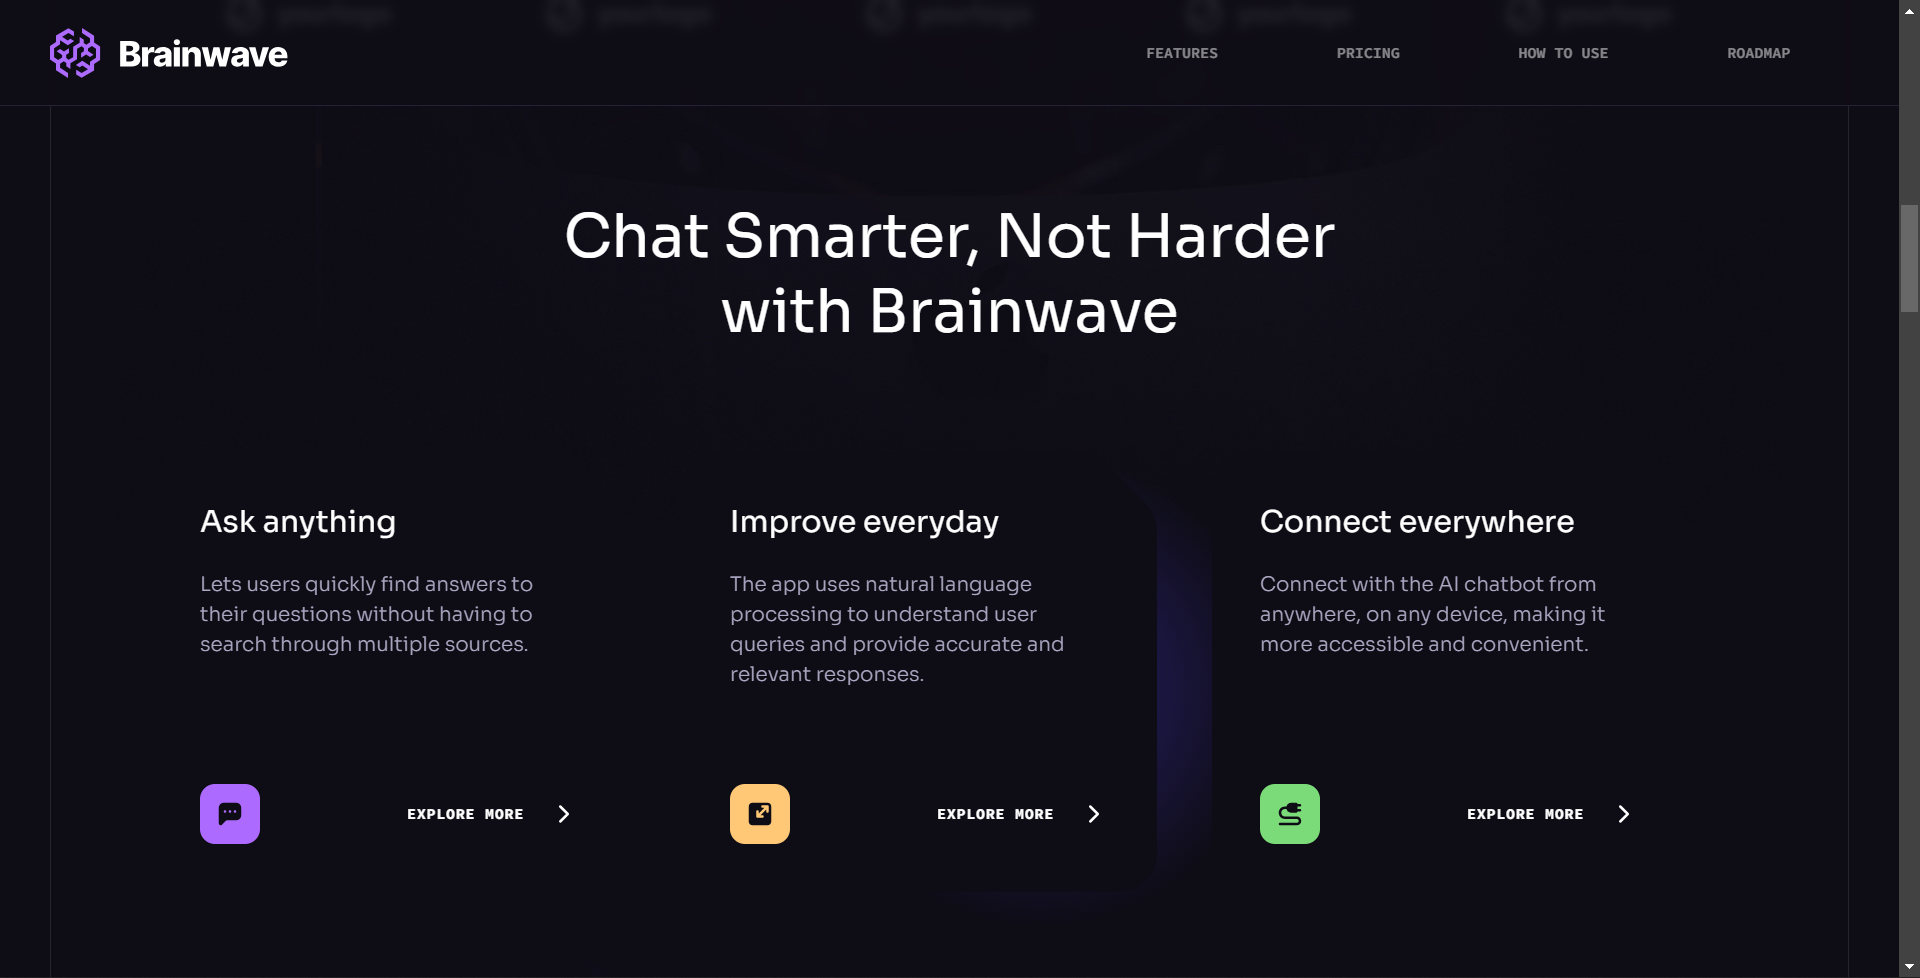 Brainwave
FEATURES
PRICING
HOW TO USE
ROADMAP
Chat Smarter, Not Harder
with Brainwave
Ask anything
Lets users quickly find answers to
their questions without having to
search through multiple sources.
EXPLORE MORE
Improve everyday
The app uses natural language
processing to understand user
queries and provide accurate and
relevant responses.
EXPLORE MORE
Connect everywhere
Connect with the AI chatbot from
anywhere, on any device, making it
more accessible and convenient.
EXPLORE MORE